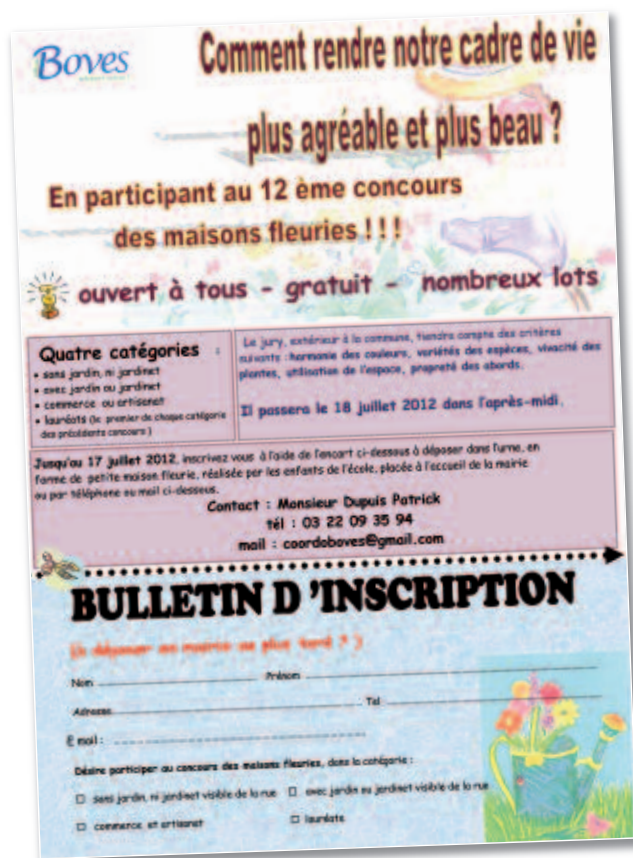 Boves
Comment rendre notre cadre de vie
plus agréable et plus beau ?
En participant au 12 ème concours
des maisons fleuries !!!
ouvert à tous - gratuit - nombreux lots
Quatre catégories :
• sans jardin, ni jardinet
• avec jardin ou jardinet
• commerce ou artisanat
• lauréats (le premier de chaque catégorie
des précédents concours )
Le jury, extérieur à la commune, tiendra compte des critères
suivants : harmonie des couleurs, variétés des espèces, vivacité des
plantes, utilisation de l'espace, propreté des abords.
Il passera le 18 juillet 2012 dans l'après-midi.
Jusqu'au 17 juillet 2012, inscrivez vous à l'aide de l'encart ci-dessous à déposer dans l'urne, en
forme de petite maison fleurie, réalisée par les enfants de l'école, placée à l'accueil de la mairie
ou par téléphone ou mail ci-dessous.
Contact : Monsieur Dupuis Patrick
tél : 03 22 09 35 94
mail : coordoboves@gmail.com
BULLETIN D 'INSCRIPTION
(à déposer en mairie au plus tard ? )
Nom Prénom
Adresse Tel
E mail :
Désire participer au concours des maisons fleuries, dans la catégorie :
□ sans jardin, ni jardinet visible de la rue □ avec jardin ou jardinet visible de la rue
□ commerce et artisanat □ lauréats